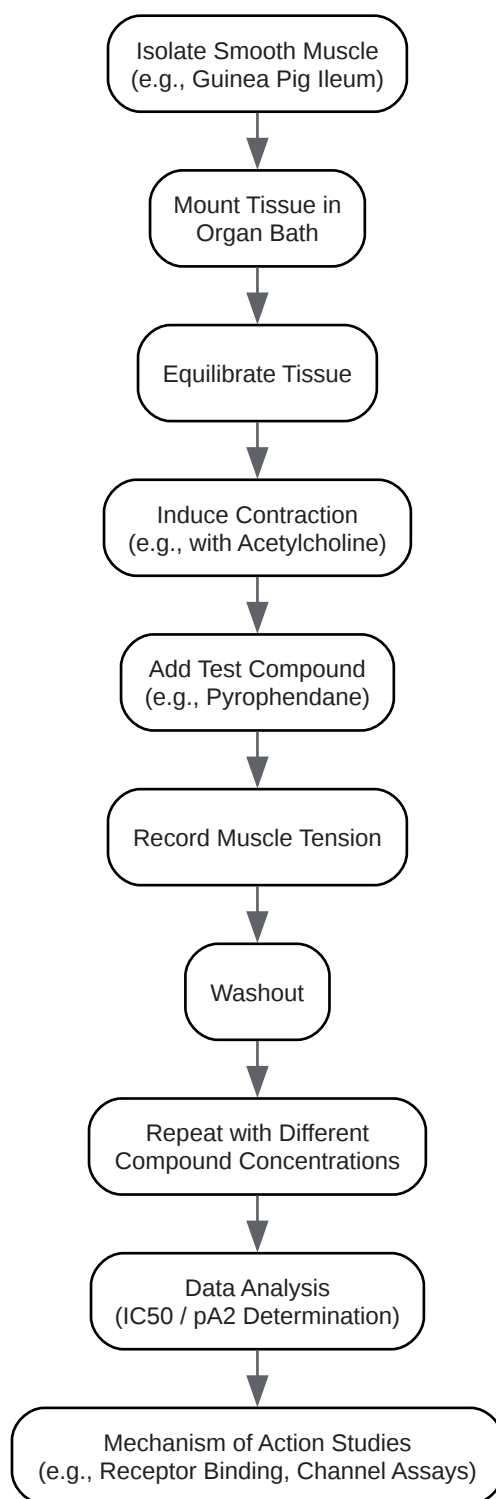 Isolate Smooth Muscle
(e.g., Guinea Pig Ileum)
Mount Tissue in
Organ Bath
Equilibrate Tissue
Induce Contraction
(e.g., with Acetylcholine)
Add Test Compound
(e.g., Pyrophendane)
Record Muscle Tension
Washout
Repeat with Different
Compound Concentrations
Data Analysis
(IC50 / pA2 Determination)
Mechanism of Action Studies
(e.g., Receptor Binding, Channel Assays)